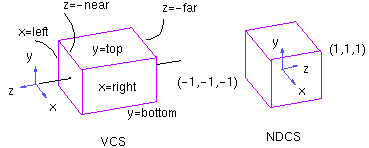 z=-near
z=-far
x=left
y=top
y
y
(1,1,1)
z
x=right
(-1,-1,-1)
z
x
x
y=bottom
VCS
NDCS